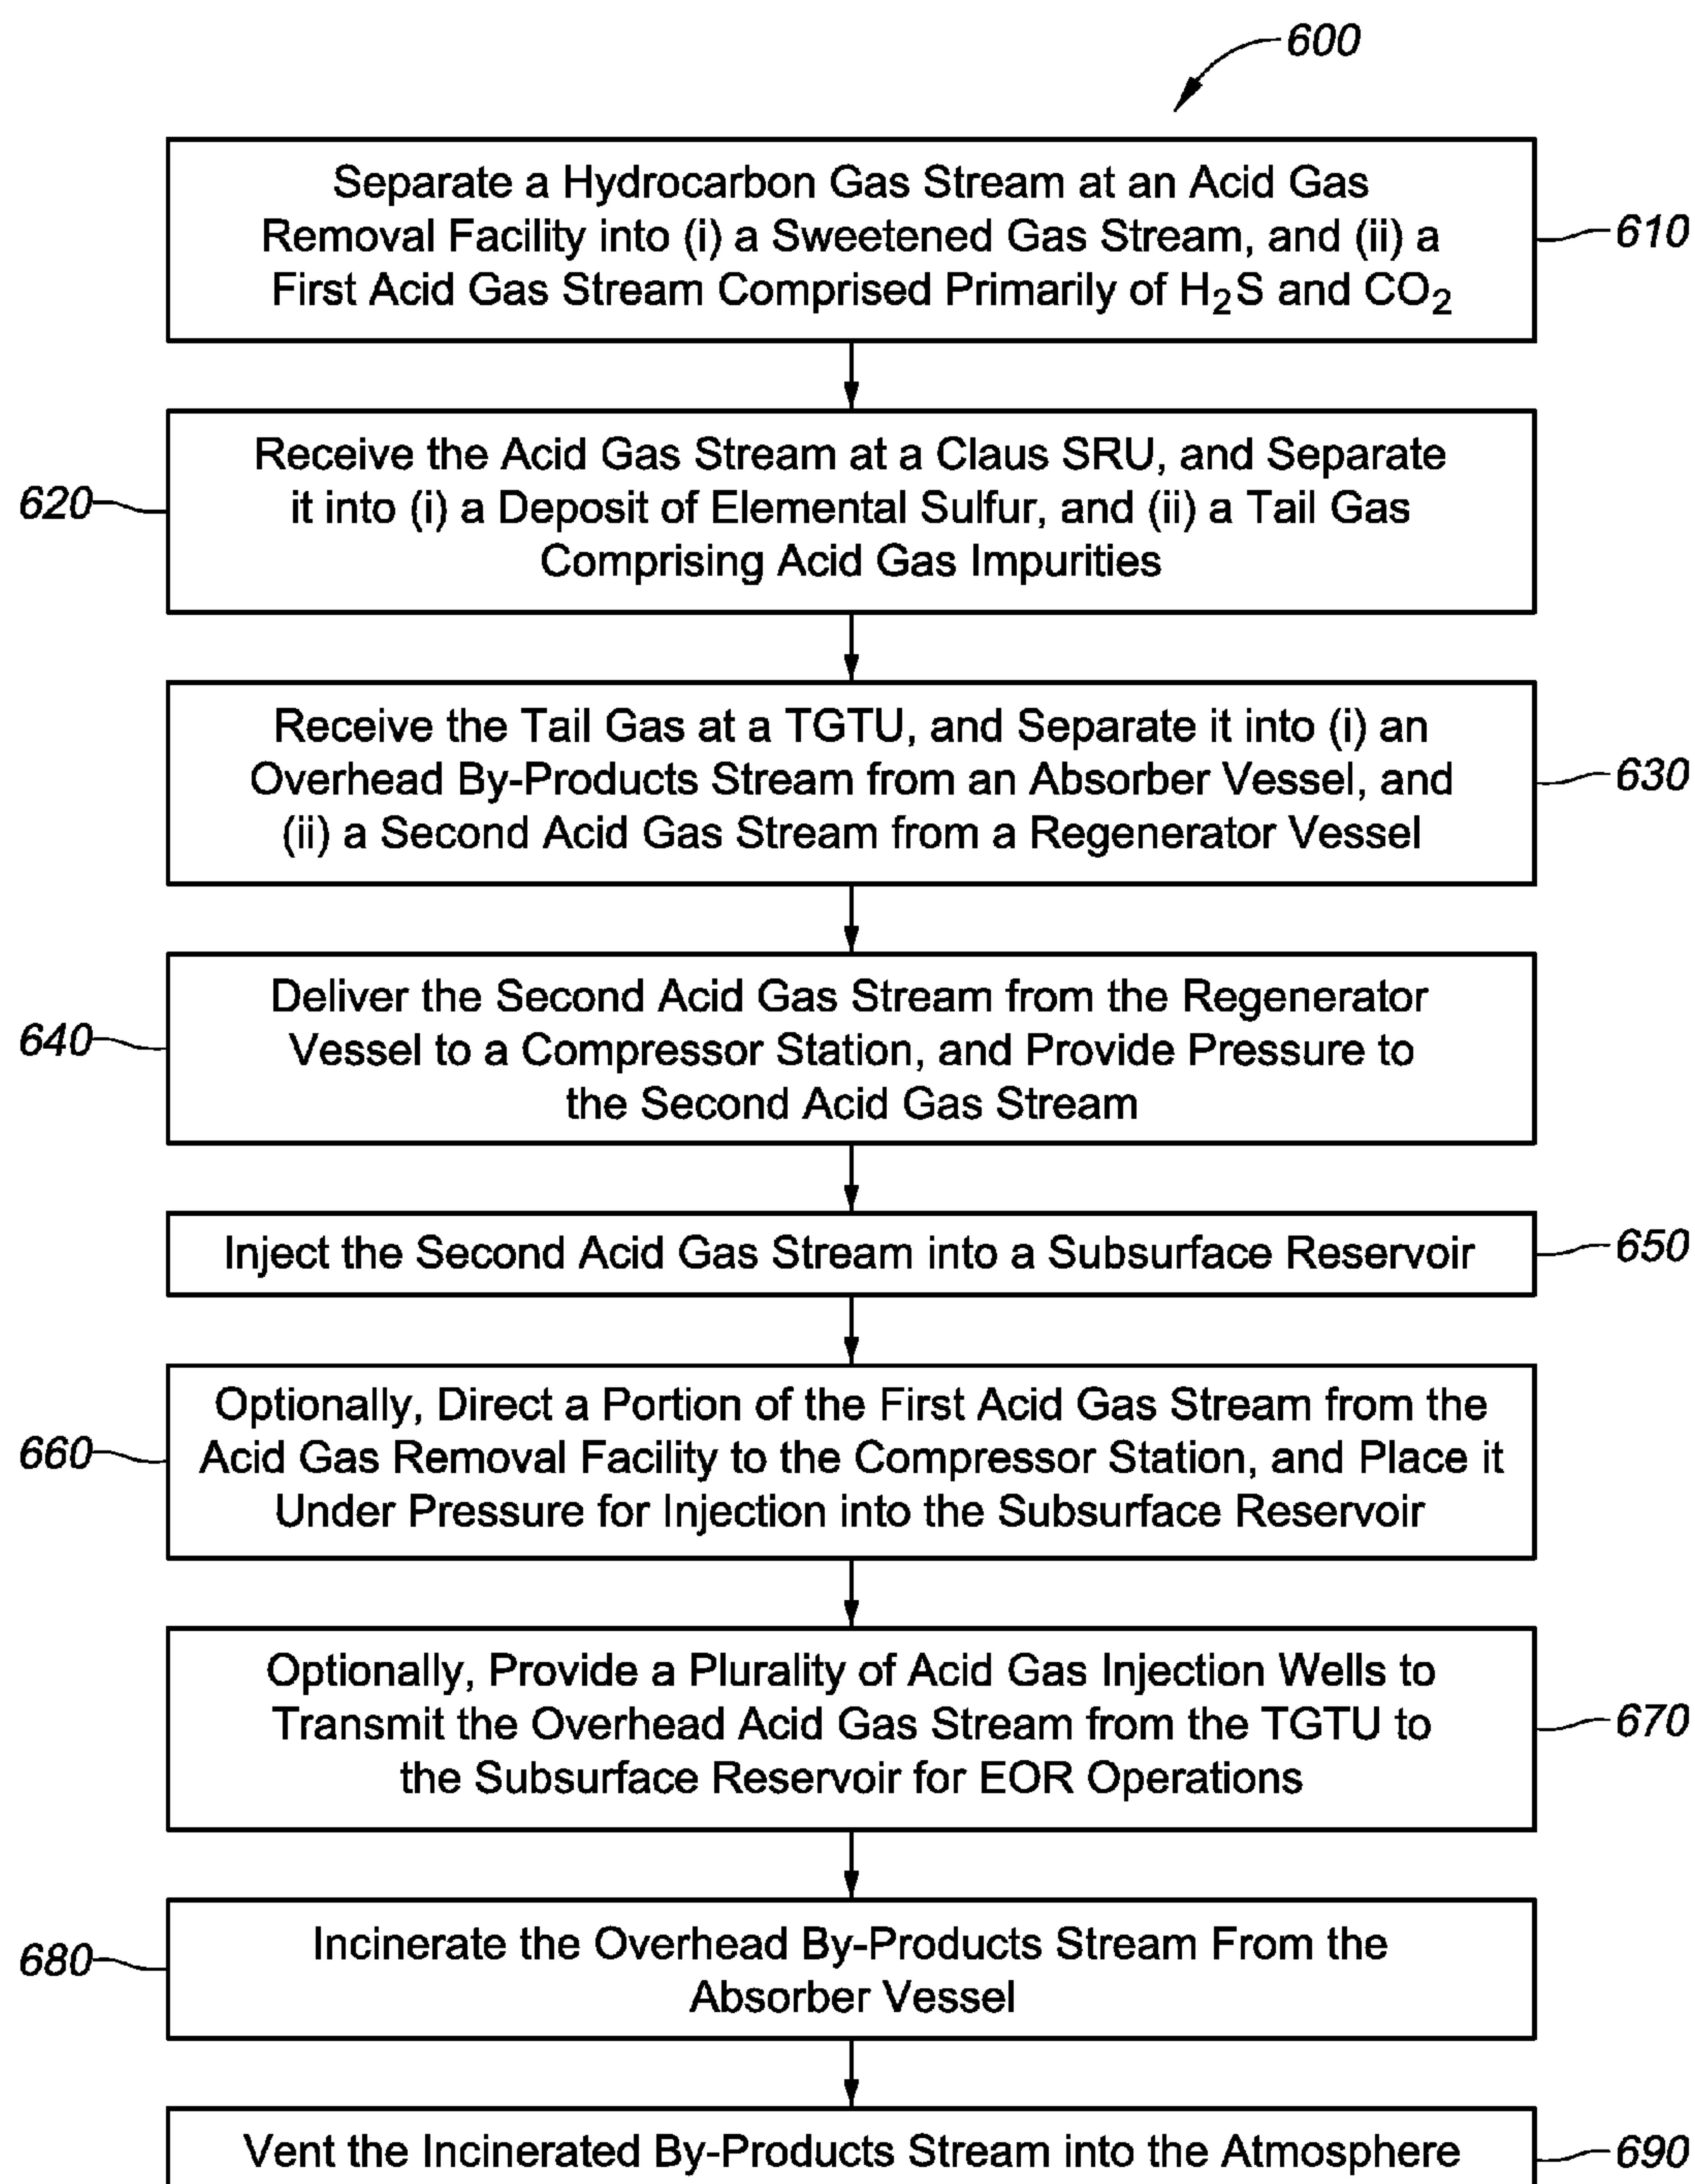 600
Separate a Hydrocarbon Gas Stream at an Acid Gas
Removal Facility into (i) a Sweetened Gas Stream, and (ii) a
First Acid Gas Stream Comprised Primarily of H₂S and CO₂
610
Receive the Acid Gas Stream at a Claus SRU, and Separate
it into (i) a Deposit of Elemental Sulfur, and (ii) a Tail Gas
Comprising Acid Gas Impurities
620
Receive the Tail Gas at a TGTU, and Separate it into (i) an
Overhead By-Products Stream from an Absorber Vessel, and
(ii) a Second Acid Gas Stream from a Regenerator Vessel
630
Deliver the Second Acid Gas Stream from the Regenerator
Vessel to a Compressor Station, and Provide Pressure to
the Second Acid Gas Stream
640
Inject the Second Acid Gas Stream into a Subsurface Reservoir
650
Optionally, Direct a Portion of the First Acid Gas Stream from the
Acid Gas Removal Facility to the Compressor Station, and Place it
Under Pressure for Injection into the Subsurface Reservoir
660
Optionally, Provide a Plurality of Acid Gas Injection Wells to
Transmit the Overhead Acid Gas Stream from the TGTU to
the Subsurface Reservoir for EOR Operations
670
Incinerate the Overhead By-Products Stream From the
Absorber Vessel
680
Vent the Incinerated By-Products Stream into the Atmosphere
690